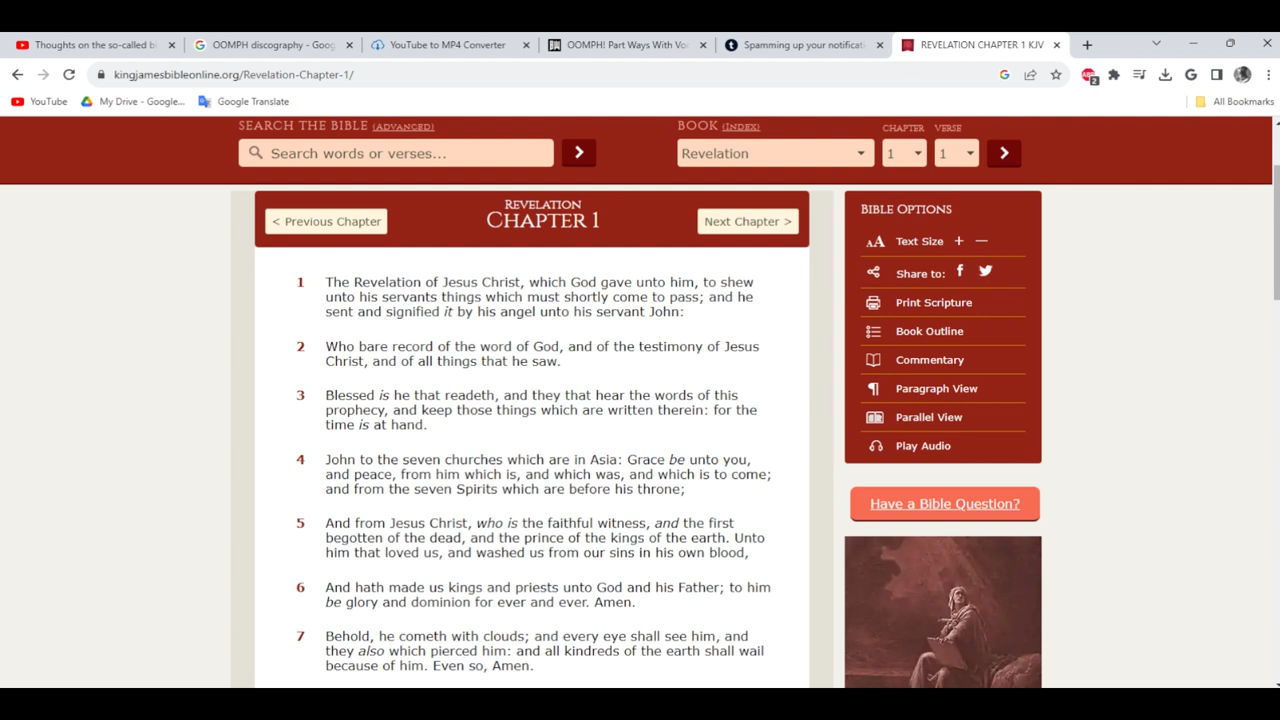 Thoughts on the so-called b
OOMPH discography - Goog
YouTube to MP4 Converter
OOMPH! Part Ways With Vo
Spamming up your notificati
REVELATION CHAPTER 1 KJV
kingjamesbibleonline.org/Revelation-Chapter-1/
ABP
2
YouTube
My Drive - Google...
Google Translate
All Bookmarks
SEARCH THE BIBLE (ADVANCED)
Search words or verses...
BOOK (INDEX)
CHAPTER
VERSE
Revelation
1
1
< Previous Chapter
REVELATION
CHAPTER 1
Next Chapter >
1 The Revelation of Jesus Christ, which God gave unto him, to shew
unto his servants things which must shortly come to pass; and he
sent and signified it by his angel unto his servant John:
2 Who bare record of the word of God, and of the testimony of Jesus
Christ, and of all things that he saw.
3 Blessed is he that readeth, and they that hear the words of this
prophecy, and keep those things which are written therein: for the
time is at hand.
4 John to the seven churches which are in Asia: Grace be unto you,
and peace, from him which is, and which was, and which is to come;
and from the seven Spirits which are before his throne;
5 And from Jesus Christ, who is the faithful witness, and the first
begotten of the dead, and the prince of the kings of the earth. Unto
him that loved us, and washed us from our sins in his own blood,
6 And hath made us kings and priests unto God and his Father; to him
be glory and dominion for ever and ever. Amen.
7 Behold, he cometh with clouds; and every eye shall see him, and
they also which pierced him: and all kindreds of the earth shall wail
because of him. Even so, Amen.
BIBLE OPTIONS
AA Text Size + —
Share to: f
Print Scripture
Book Outline
Commentary
¶ Paragraph View
Parallel View
Play Audio
Have a Bible Question?